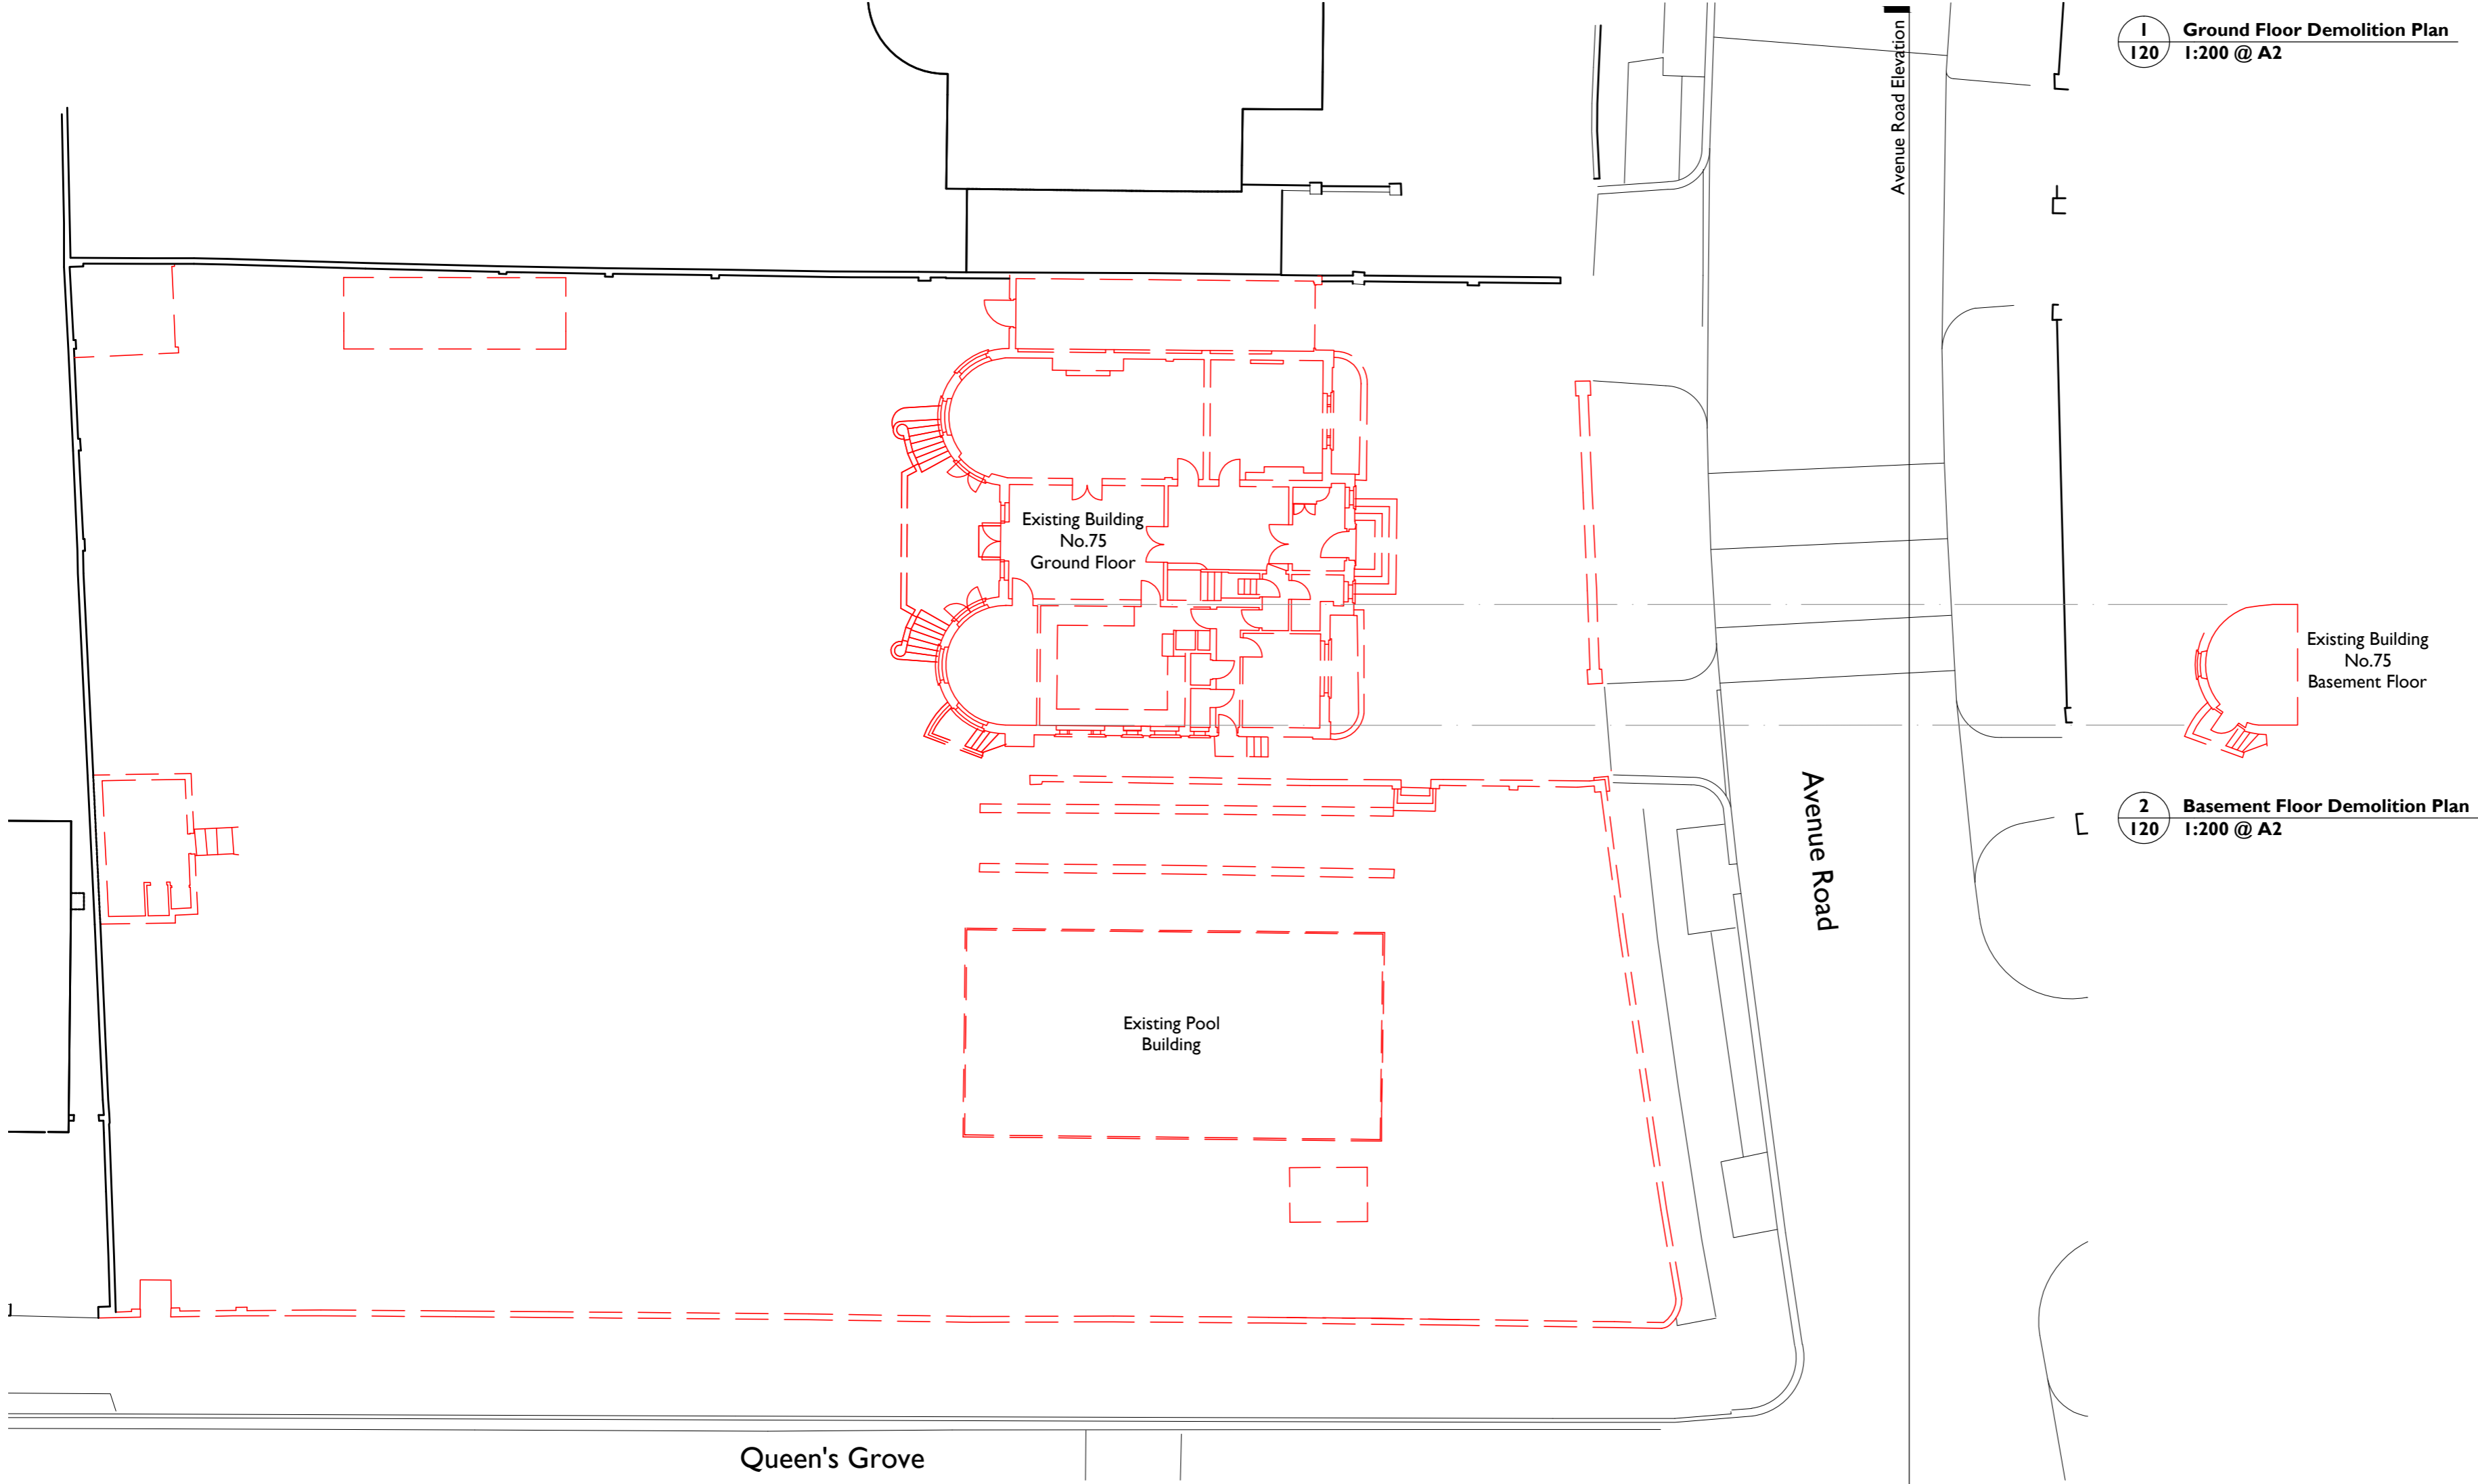 1
120
Ground Floor Demolition Plan
1:200 @ A2
Avenue Road Elevation
Existing Building
No.75
Ground Floor
Existing Building
No.75
Basement Floor
2
120
Basement Floor Demolition Plan
1:200 @ A2
Avenue Road
Existing Pool
Building
Queen's Grove